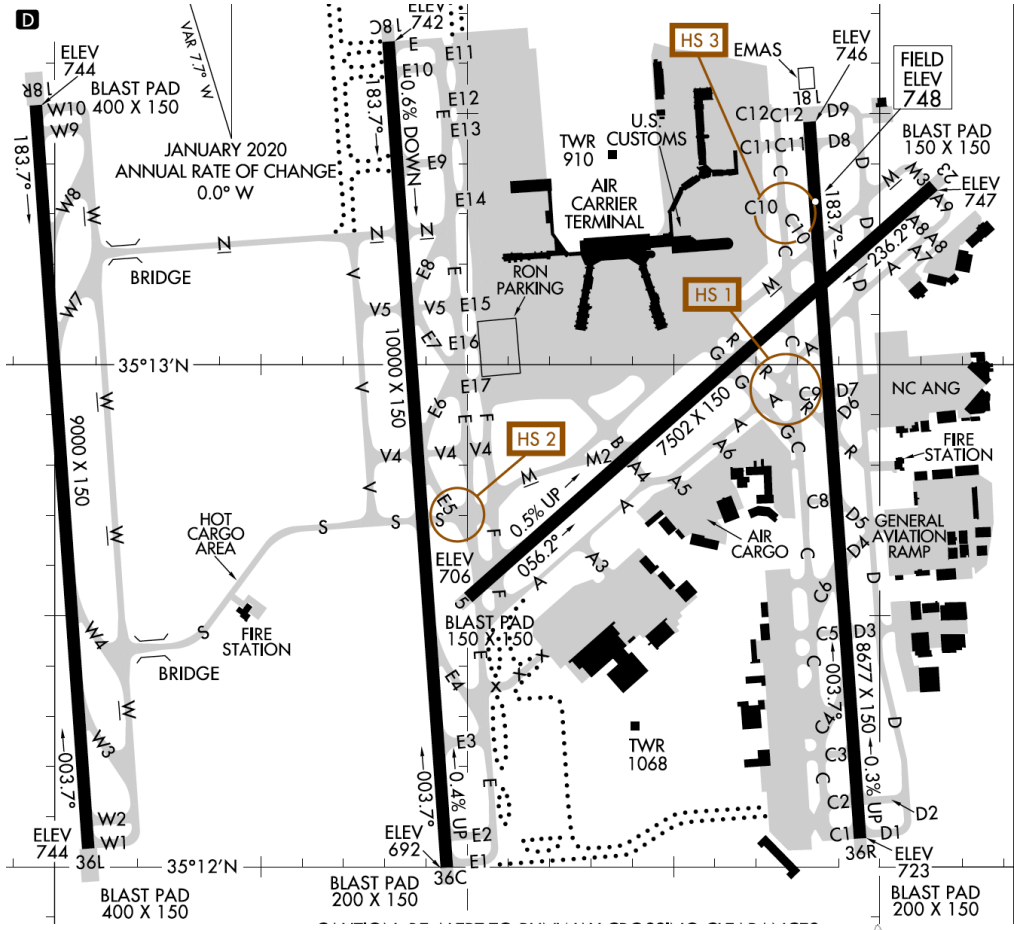 D
ELEV
744
18R
BLAST PAD
400 X 150
VAR 7.7° W
JANUARY 2020
ANNUAL RATE OF CHANGE
0.0° W
ELEV
742
18C
E
E11
E10
E12
E
E13
E9
E14
183.7°
0.6% DOWN
HS 3
EMAS
18L
ELEV
746
FIELD
ELEV
748
U.S.
CUSTOMS
TWR
910
AIR
CARRIER
TERMINAL
C12
C12
D9
C11
C11
D8
BLAST PAD
150 X 150
C
D
M
M3
23
A9
ELEV
747
C10
C10
C
183.7°
D
236.2°
A8
A8
A7
A
D
W10
W9
183.7°
W8
W
N
N
N
BRIDGE
W7
V
E8
E
V5
V5
E15
E7
E16
RON
PARKING
HS 1
M
35°13'N
10000 X 150
R
G
G
7502 X 150
C
A
R
A
C9
R
G
C
D7
D6
R
NC ANG
E17
E6
F
E
V
W
9000 X 150
V4
V4
V4
HS 2
B
M2
M
A4
A
A6
A5
A
FIRE
STATION
V
E5
S
S
S
F
0.5% UP
056.2°
C8
D5
D4
GENERAL
AVIATION
RAMP
AIR
CARGO
HOT
CARGO
AREA
W
ELEV
706
5
F
A
A3
C
C6
D
FIRE
STATION
S
BLAST PAD
150 X 150
W4
BRIDGE
E
X
X
X
E4
C5
D3
8677 X 150
003.7°
C
C4
D
W
W3
003.7°
E3
TWR
1068
C3
C
003.7°
0.4% UP
E
0.3% UP
C2
D2
W2
W1
ELEV
744
36L
35°12'N
ELEV
692
E2
E1
36C
C1
D1
36R
ELEV
723
BLAST PAD
400 X 150
BLAST PAD
200 X 150
BLAST PAD
200 X 150